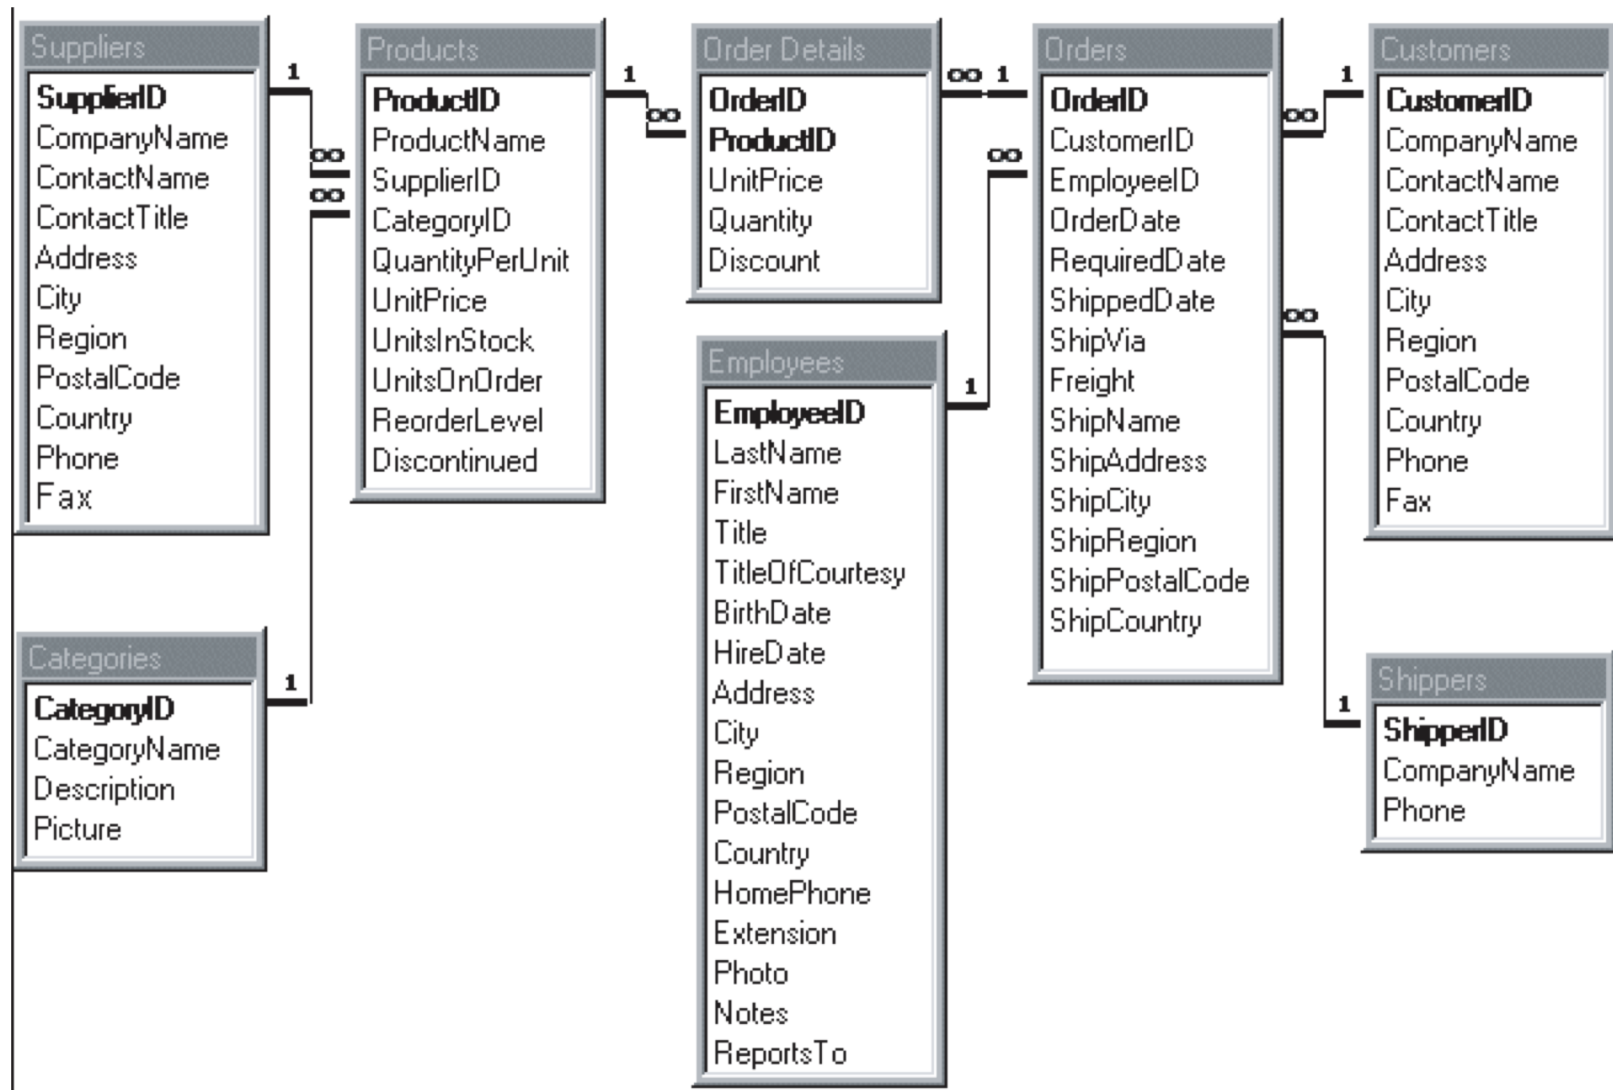 Suppliers
SupplierID
CompanyName
ContactName
ContactTitle
Address
City
Region
PostalCode
Country
Phone
Fax
1
∞
∞
Categories
CategoryID
CategoryName
Description
Picture
1
Products
ProductID
ProductName
SupplierID
CategoryID
QuantityPerUnit
UnitPrice
UnitsInStock
UnitsOnOrder
ReorderLevel
Discontinued
1
∞
Order Details
OrderID
ProductID
UnitPrice
Quantity
Discount
∞ 1
∞
Employees
EmployeeID
LastName
FirstName
Title
TitleOfCourtesy
BirthDate
HireDate
Address
City
Region
PostalCode
Country
HomePhone
Extension
Photo
Notes
ReportsTo
1
Orders
OrderID
CustomerID
EmployeeID
OrderDate
RequiredDate
ShippedDate
ShipVia
Freight
ShipName
ShipAddress
ShipCity
ShipRegion
ShipPostalCode
ShipCountry
1
∞
∞
1
Customers
CustomerID
CompanyName
ContactName
ContactTitle
Address
City
Region
PostalCode
Country
Phone
Fax
Shippers
ShipperID
CompanyName
Phone